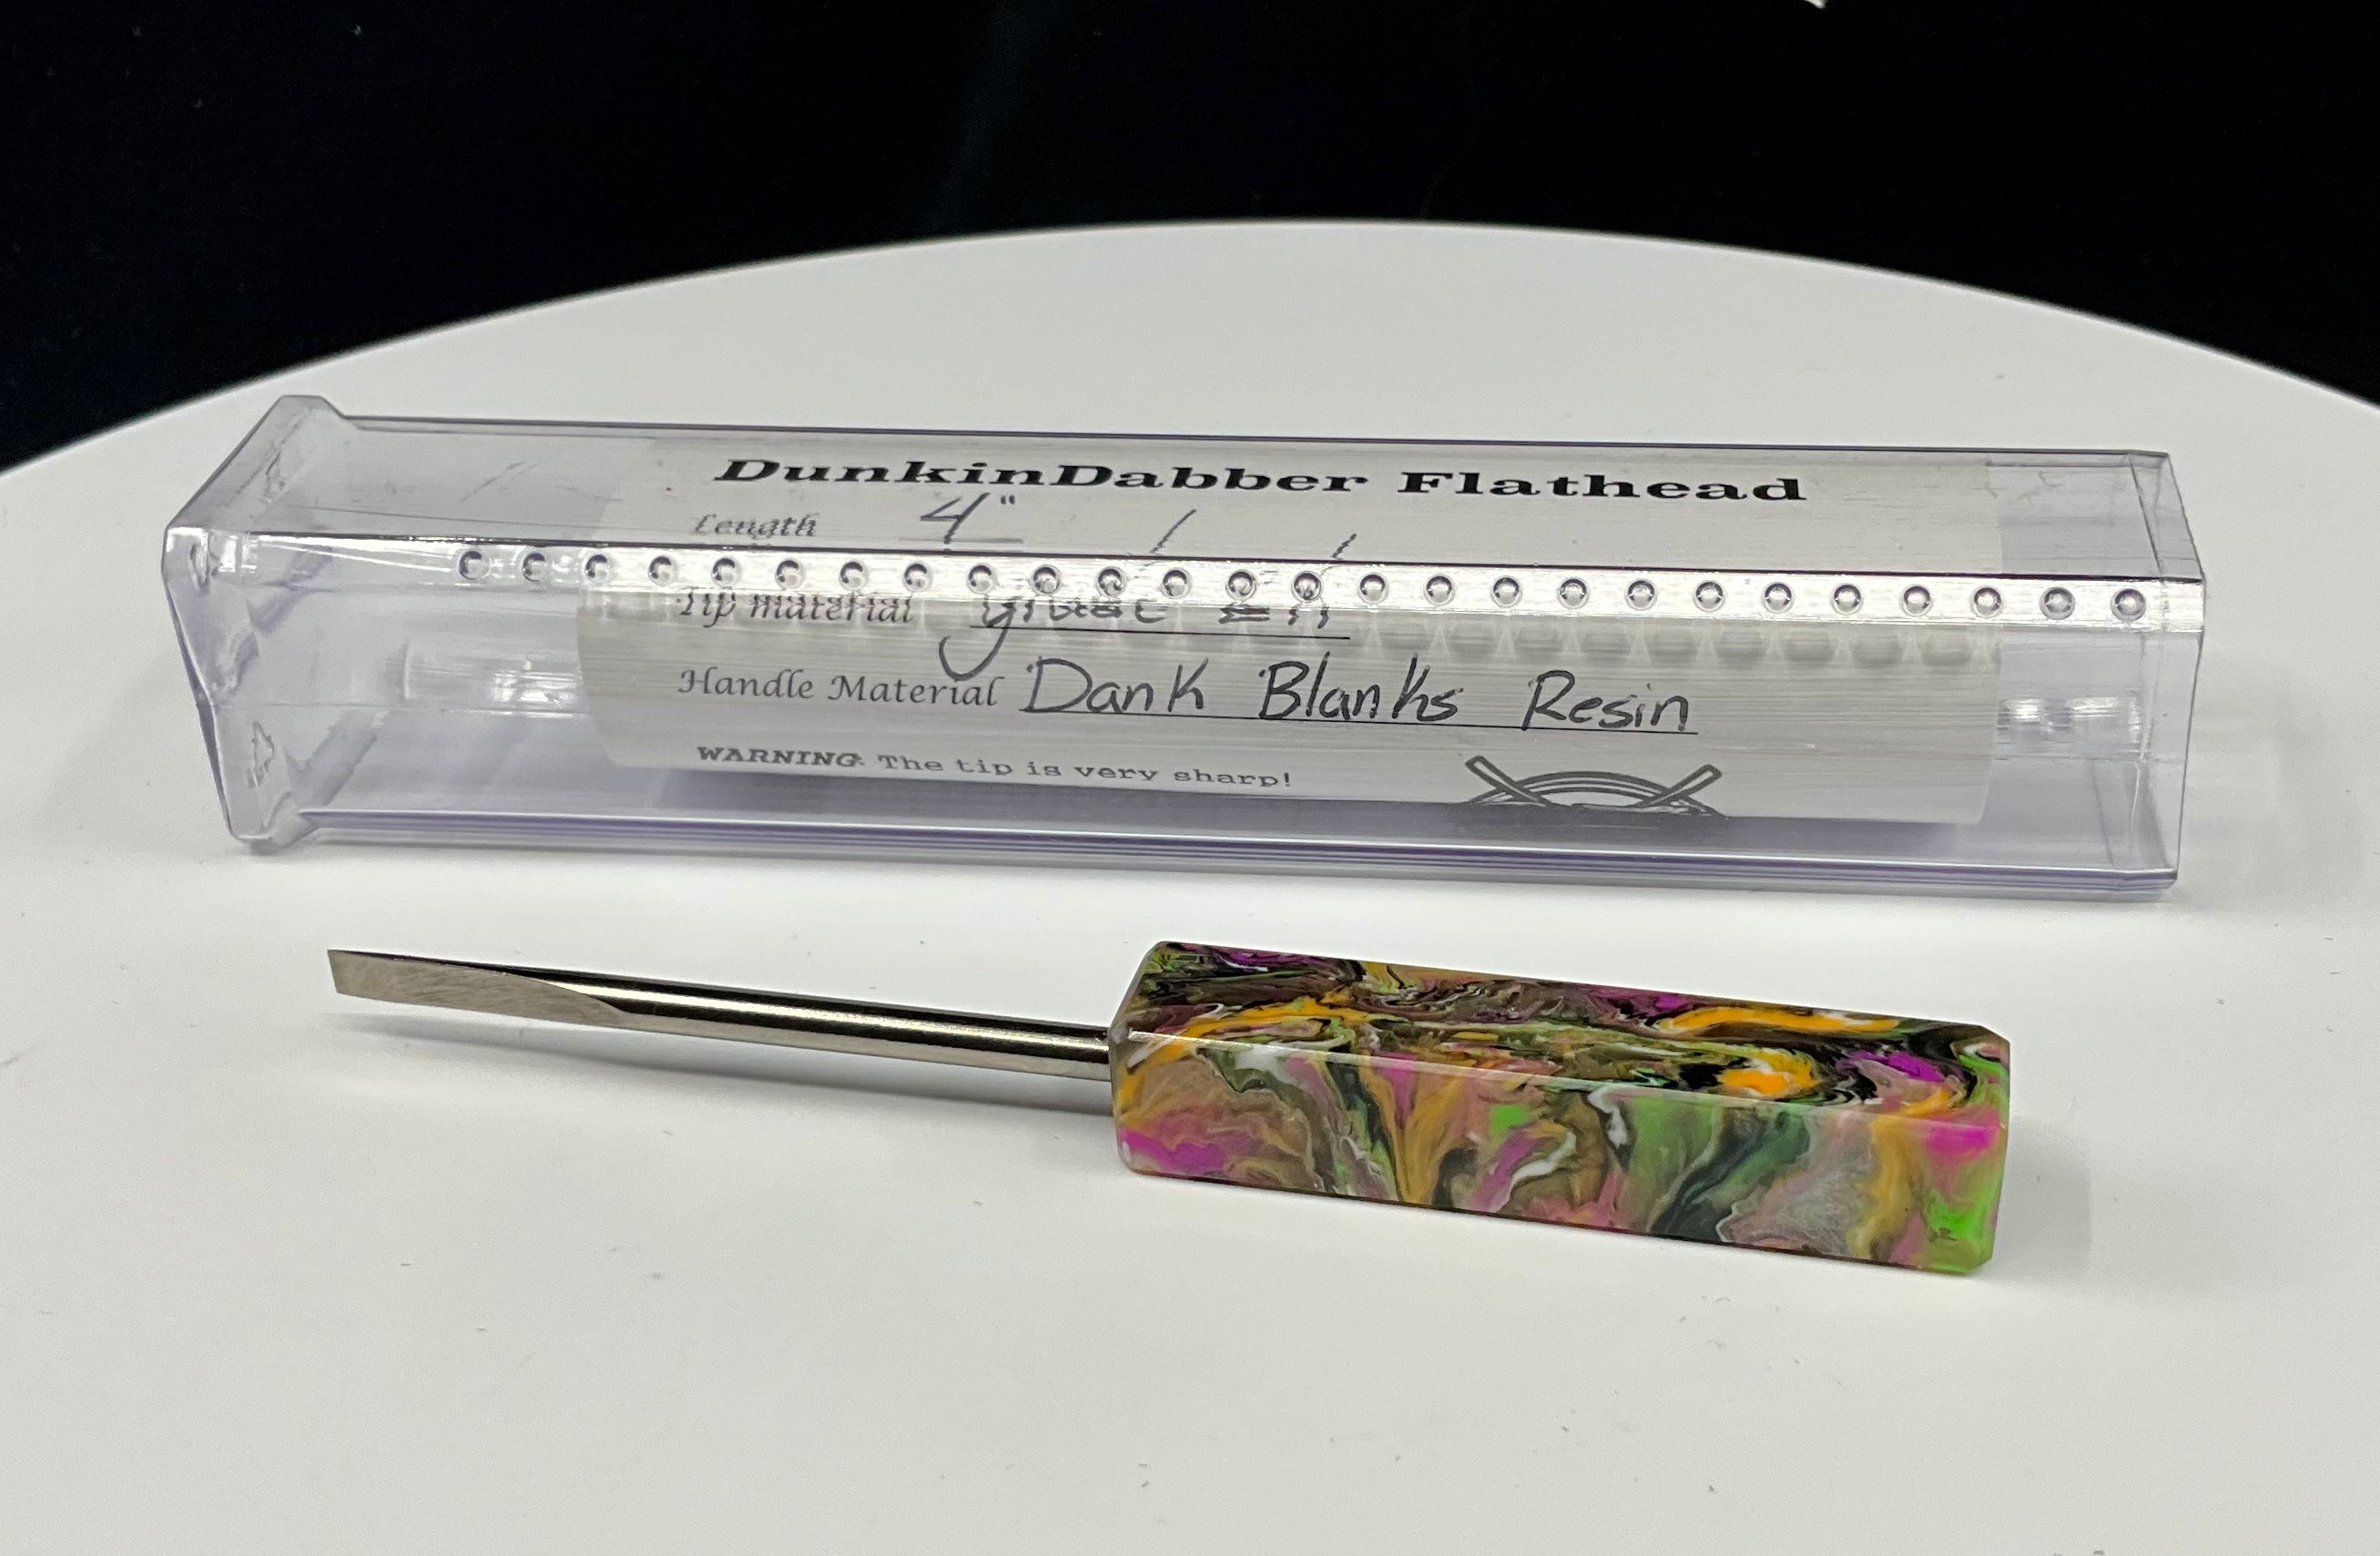 DunkinDabber Flathead
Length 4"
Tip material
Handle Material Dank Blanks Resin
WARNING: The tip is very sharp!